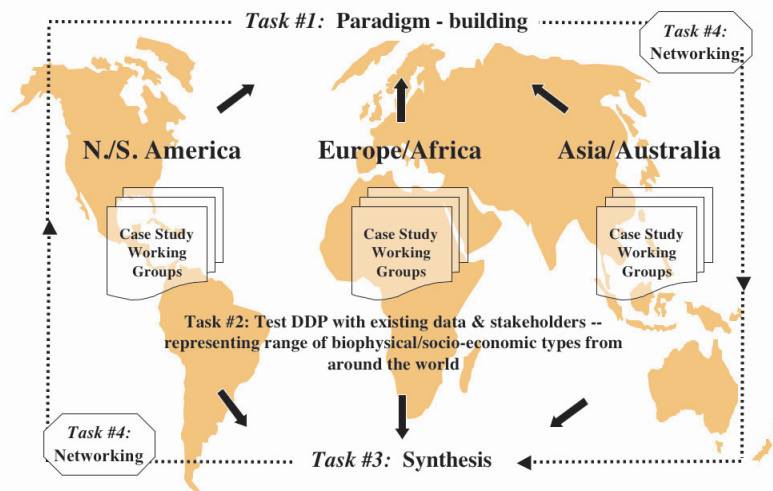 Task #1: Paradigm - building
Task #4:
Networking
N./S. America
Europe/Africa
Asia/Australia
Case Study
Working
Groups
Case Study
Working
Groups
Case Study
Working
Groups
Task #2: Test DDP with existing data & stakeholders --
representing range of biophysical/socio-economic types from
around the world
Task #4:
Networking
Task #3: Synthesis